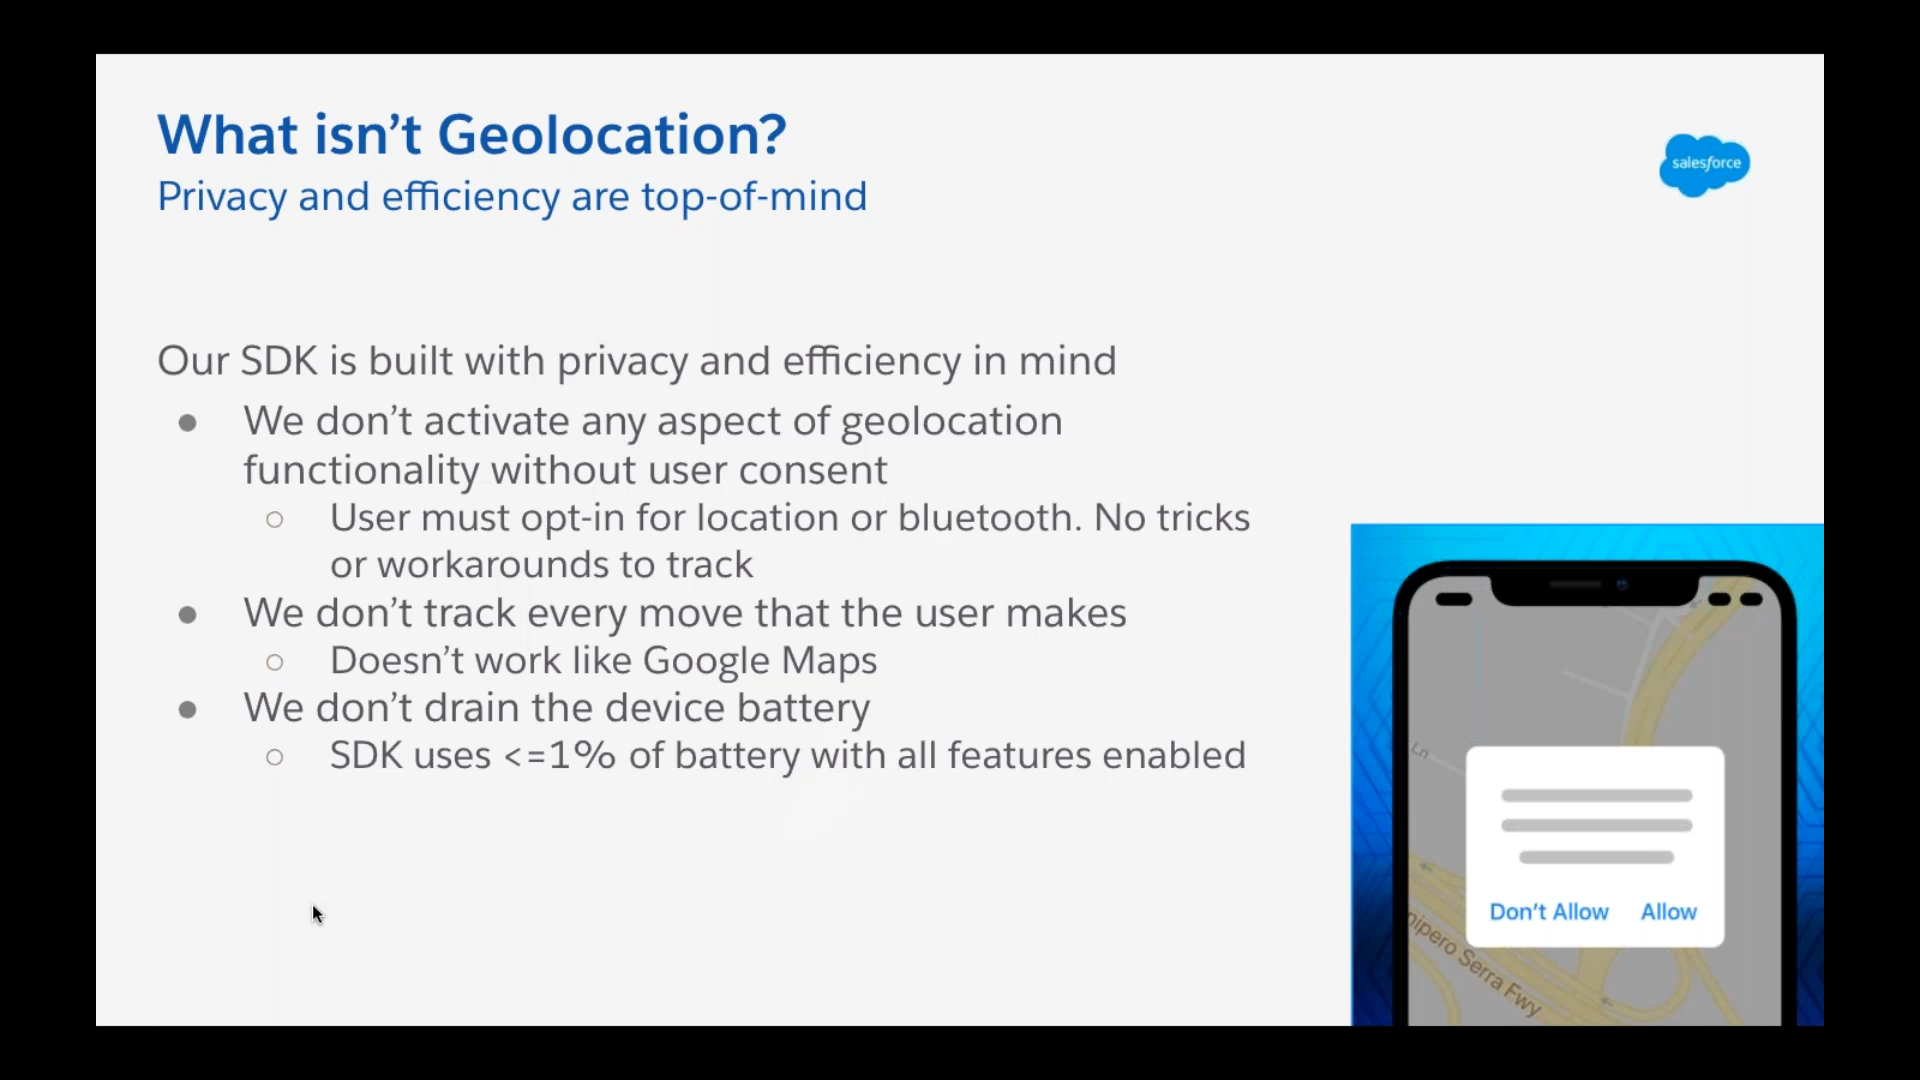 What isn’t Geolocation?
Privacy and efficiency are top-of-mind
salesforce
Our SDK is built with privacy and efficiency in mind
● We don’t activate any aspect of geolocation
functionality without user consent
○ User must opt-in for location or bluetooth. No tricks
or workarounds to track
● We don’t track every move that the user makes
○ Doesn’t work like Google Maps
● We don’t drain the device battery
○ SDK uses <=1% of battery with all features enabled
Ln
Don’t Allow Allow
nipero Serra Fwy